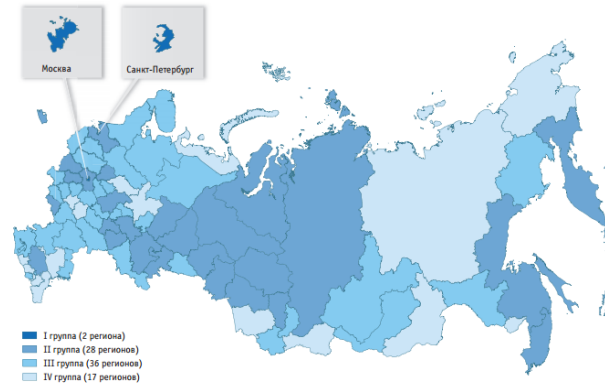 Москва
Санкт-Петербург
I группа (2 региона)
II группа (28 регионов)
III группа (36 регионов)
IV группа (17 регионов)